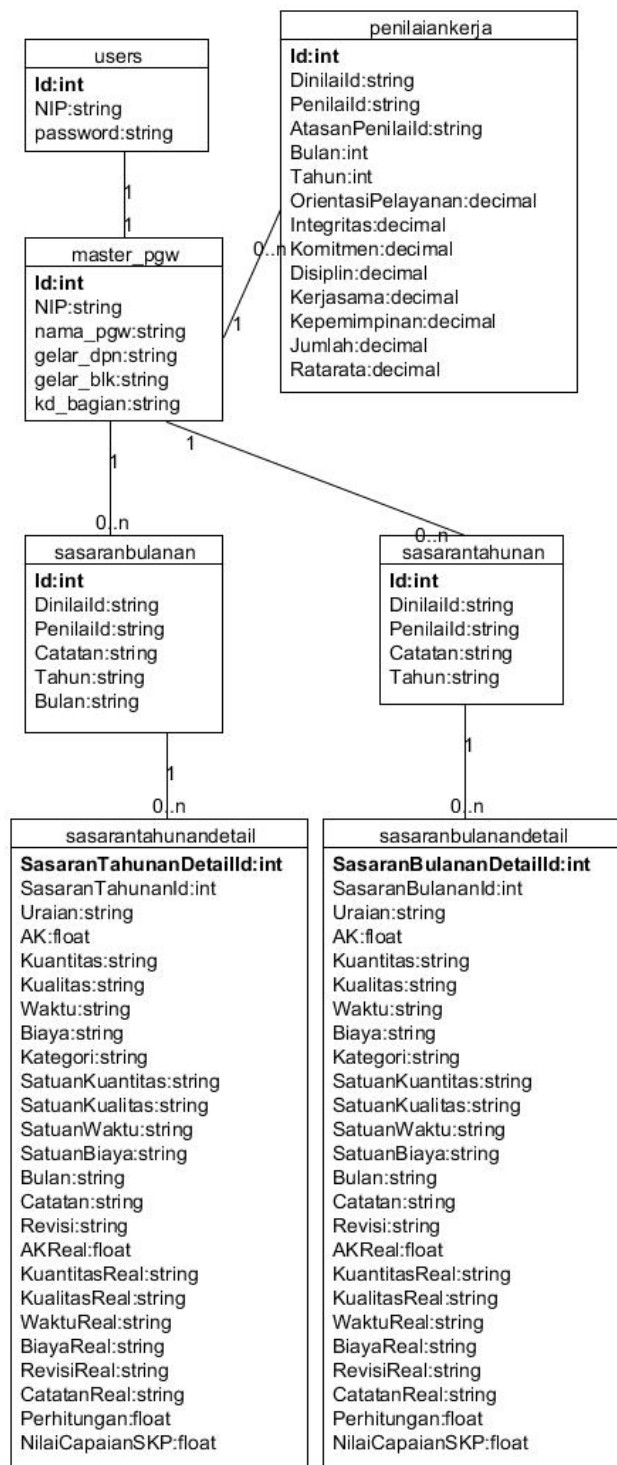 users
Id:int
NIP:string
password:string
penilaiankerja
Id:int
DinilaiId:string
PenilaiId:string
AtasanPenilaiId:string
Bulan:int
Tahun:int
OrientasiPelayanan:decimal
Integritas:decimal
Komitmen:decimal
Disiplin:decimal
Kerjasama:decimal
Kepemimpinan:decimal
Jumlah:decimal
Ratarata:decimal
1
1
0..n
1
master_pgw
Id:int
NIP:string
nama_pgw:string
gelar_dpn:string
gelar_blk:string
kd_bagian:string
1
1
0..n
0..n
sasaranbulanan
Id:int
DinilaiId:string
PenilaiId:string
Catatan:string
Tahun:string
Bulan:string
sasarantahunan
Id:int
DinilaiId:string
PenilaiId:string
Catatan:string
Tahun:string
1
1
0..n
0..n
sasarantahunandetail
SasaranTahunanDetailId:int
SasaranTahunanId:int
Uraian:string
AK:float
Kuantitas:string
Kualitas:string
Waktu:string
Biaya:string
Kategori:string
SatuanKuantitas:string
SatuanKualitas:string
SatuanWaktu:string
SatuanBiaya:string
Bulan:string
Catatan:string
Revisi:string
AKReal:float
KuantitasReal:string
KualitasReal:string
WaktuReal:string
BiayaReal:string
RevisiReal:string
CatatanReal:string
Perhitungan:float
NilaiCapaianSKP:float
sasaranbulanandetail
SasaranBulananDetailId:int
SasaranBulananId:int
Uraian:string
AK:float
Kuantitas:string
Kualitas:string
Waktu:string
Biaya:string
Kategori:string
SatuanKuantitas:string
SatuanKualitas:string
SatuanWaktu:string
SatuanBiaya:string
Bulan:string
Catatan:string
Revisi:string
AKReal:float
KuantitasReal:string
KualitasReal:string
WaktuReal:string
BiayaReal:string
RevisiReal:string
CatatanReal:string
Perhitungan:float
NilaiCapaianSKP:float